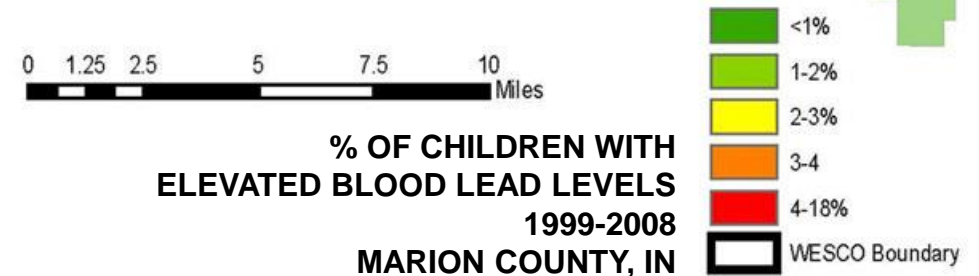 0 1.25 2.5 5 7.5 10
Miles
% OF CHILDREN WITH
ELEVATED BLOOD LEAD LEVELS
1999-2008
MARION COUNTY, IN
<1%
1-2%
2-3%
3-4
4-18%
WESCO Boundary